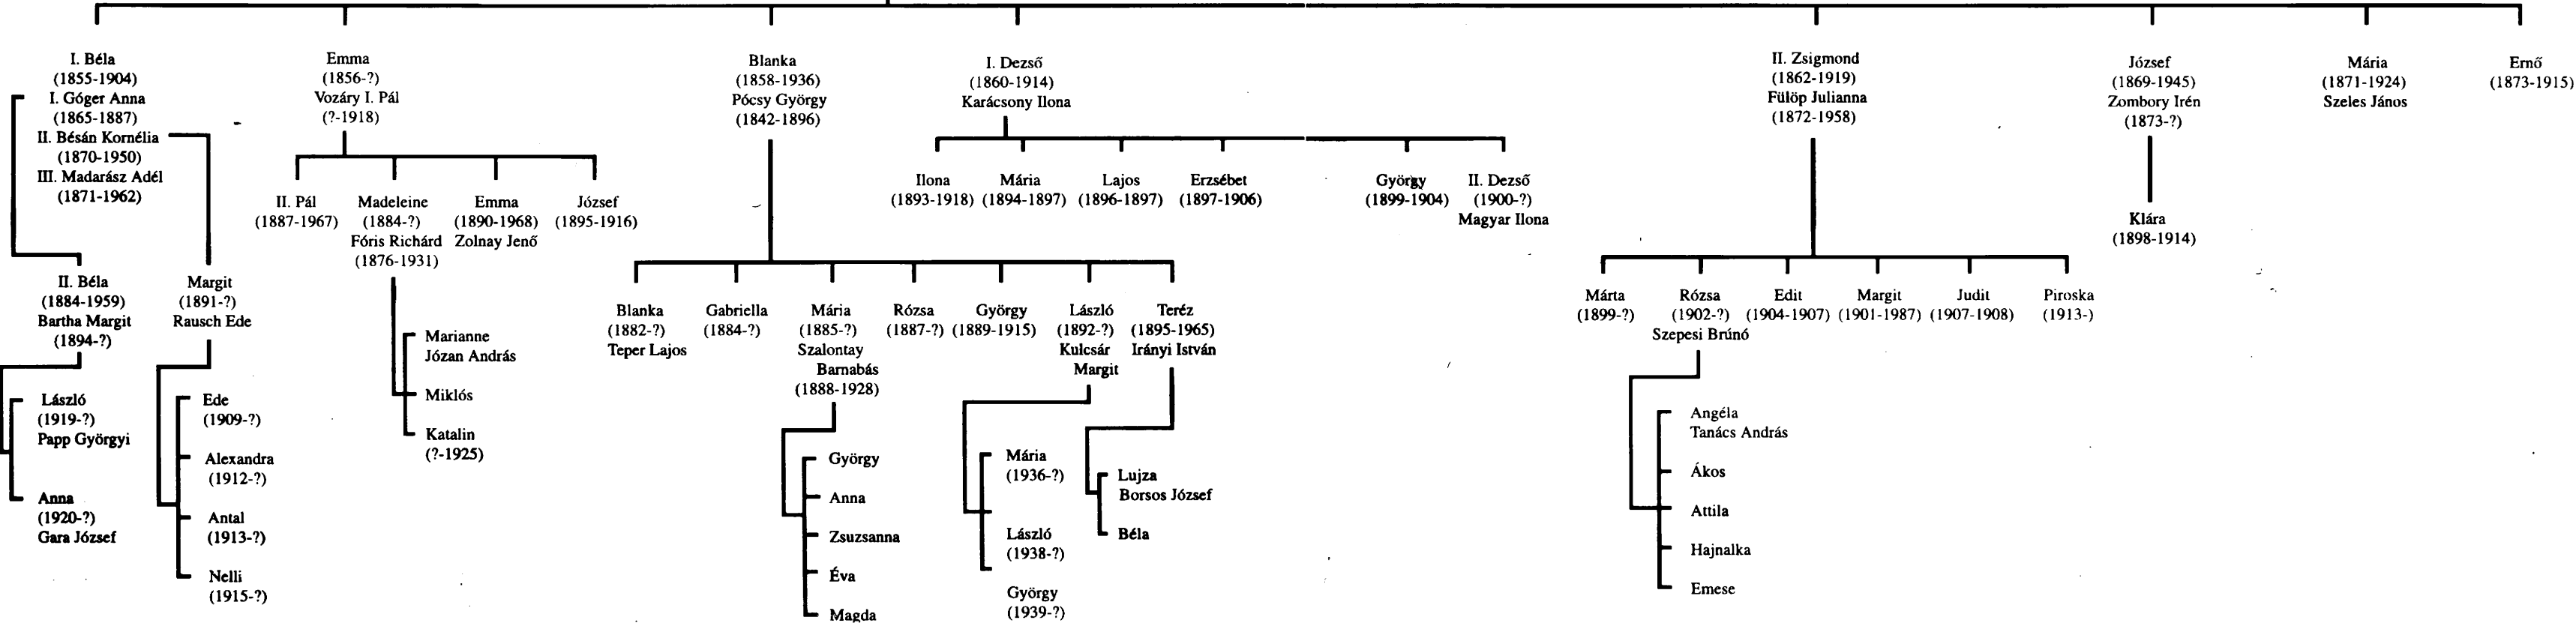 I. Béla
(1855-1904)
I. Góger Anna
(1865-1887)
II. Bésán Kornélia
(1870-1950)
III. Madarász Adél
(1871-1962)
Emma
(1856-?)
Vozáry I. Pál
(?-1918)
Blanka
(1858-1936)
Pócsy György
(1842-1896)
I. Dezső
(1860-1914)
Karácsony Ilona
II. Zsigmond
(1862-1919)
Fülöp Julianna
(1872-1958)
József
(1869-1945)
Zombory Irén
(1873-?)
Mária
(1871-1924)
Szeles János
Ernő
(1873-1915)
II. Pál
(1887-1967)
Madeleine
(1884-?)
Fóris Richárd
(1876-1931)
Emma
(1890-1968)
Zolnay Jenő
József
(1895-1916)
Ilona
(1893-1918)
Mária
(1894-1897)
Lajos
(1896-1897)
Erzsébet
(1897-1906)
György
(1899-1904)
II. Dezső
(1900-?)
Magyar Ilona
Klára
(1898-1914)
II. Béla
(1884-1959)
Bartha Margit
(1894-?)
Margit
(1891-?)
Rausch Ede
Blanka
(1882-?)
Teper Lajos
Gabriella
(1884-?)
Mária
(1885-?)
Szalontay
Barnabás
(1888-1928)
Rózsa
(1887-?)
György
(1889-1915)
László
(1892-?)
Kulcsár
Margit
Teréz
(1895-1965)
Irányi István
Márta
(1899-?)
Rózsa
(1902-?)
Szepesi Brúnó
Edit
(1904-1907)
Margit
(1901-1987)
Judit
(1907-1908)
Piroska
(1913-)
László
(1919-?)
Papp Györgyi
Anna
(1920-?)
Gara József
Ede
(1909-?)
Alexandra
(1912-?)
Antal
(1913-?)
Nelli
(1915-?)
Marianne
Józan András
Miklós
Katalin
(?-1925)
György
Anna
Zsuzsanna
Éva
Magda
Mária
(1936-?)
László
(1938-?)
György
(1939-?)
Lujza
Borsos József
Béla
Angéla
Tanács András
Ákos
Attila
Hajnalka
Emese